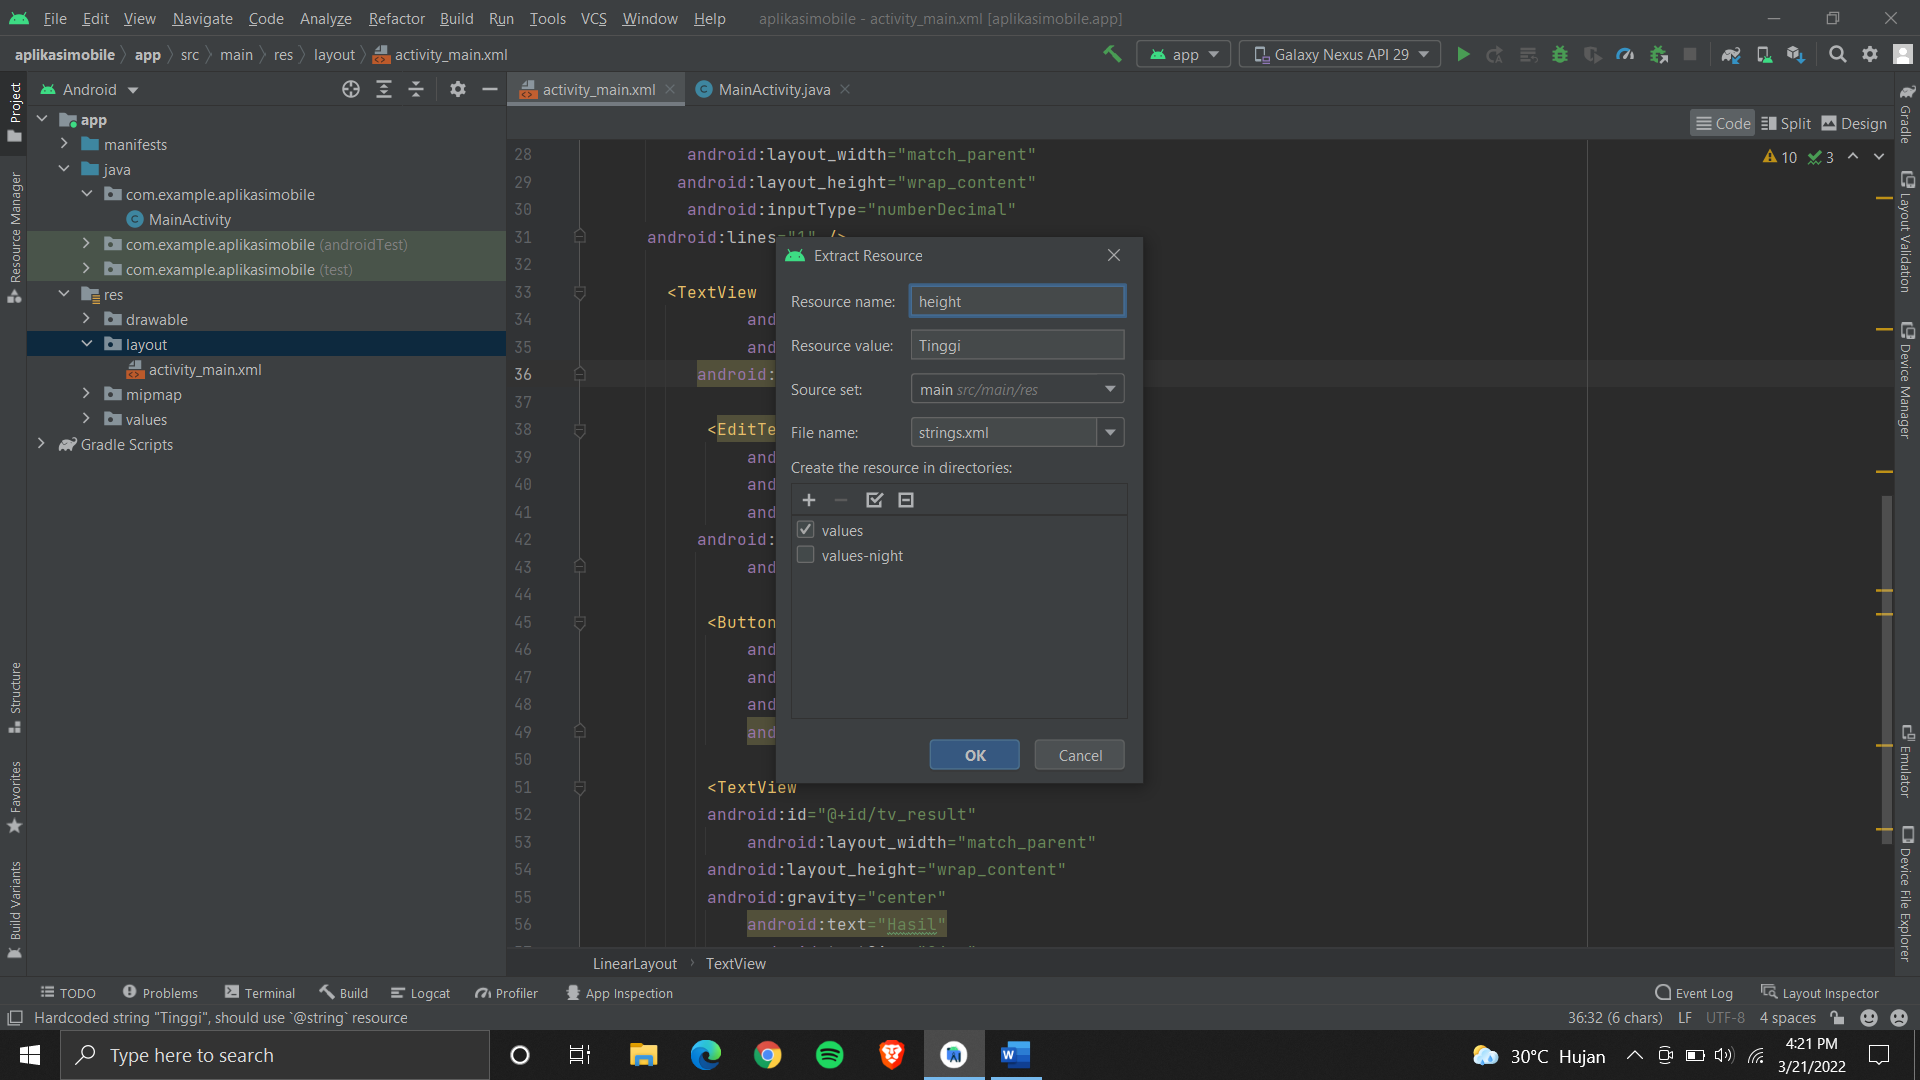 File Edit View Navigate Code Analyze Refactor Build Run Tools VCS Window Help aplikasimobile - activity_main.xml [aplikasimobile.app]
aplikasimobile app src main res layout activity_main.xml app Galaxy Nexus API 29
Android
activity_main.xml MainActivity.java
Code Split Design
10 3
Project
Resource Manager
Structure
Favorites
Build Variants
app
manifests
java
com.example.aplikasimobile
MainActivity
com.example.aplikasimobile (androidTest)
com.example.aplikasimobile (test)
res
drawable
layout
activity_main.xml
mipmap
values
Gradle Scripts
28 android:layout_width="match_parent"
29 android:layout_height="wrap_content"
30 android:inputType="numberDecimal"
31 android:lines="1" />
32
33 <TextView
34 and
35 and
36 android:
37
38 <EditTe
39 and
40 and
41 and
42 android:
43 and
44
45 <Button
46 and
47 and
48 and
49 and
50
51 <TextView
52 android:id="@+id/tv_result"
53 android:layout_width="match_parent"
54 android:layout_height="wrap_content"
55 android:gravity="center"
56 android:text="Hasil"
Extract Resource
Resource name: height
Resource value: Tinggi
Source set: main src/main/res
File name: strings.xml
Create the resource in directories:
values
values-night
OK Cancel
Gradle
Layout Validation
Device Manager
Emulator
Device File Explorer
LinearLayout TextView
TODO Problems Terminal Build Logcat Profiler App Inspection Event Log Layout Inspector
Hardcoded string "Tinggi", should use `@string` resource 36:32 (6 chars) LF UTF-8 4 spaces
Type here to search
30°C Hujan
4:21 PM
3/21/2022